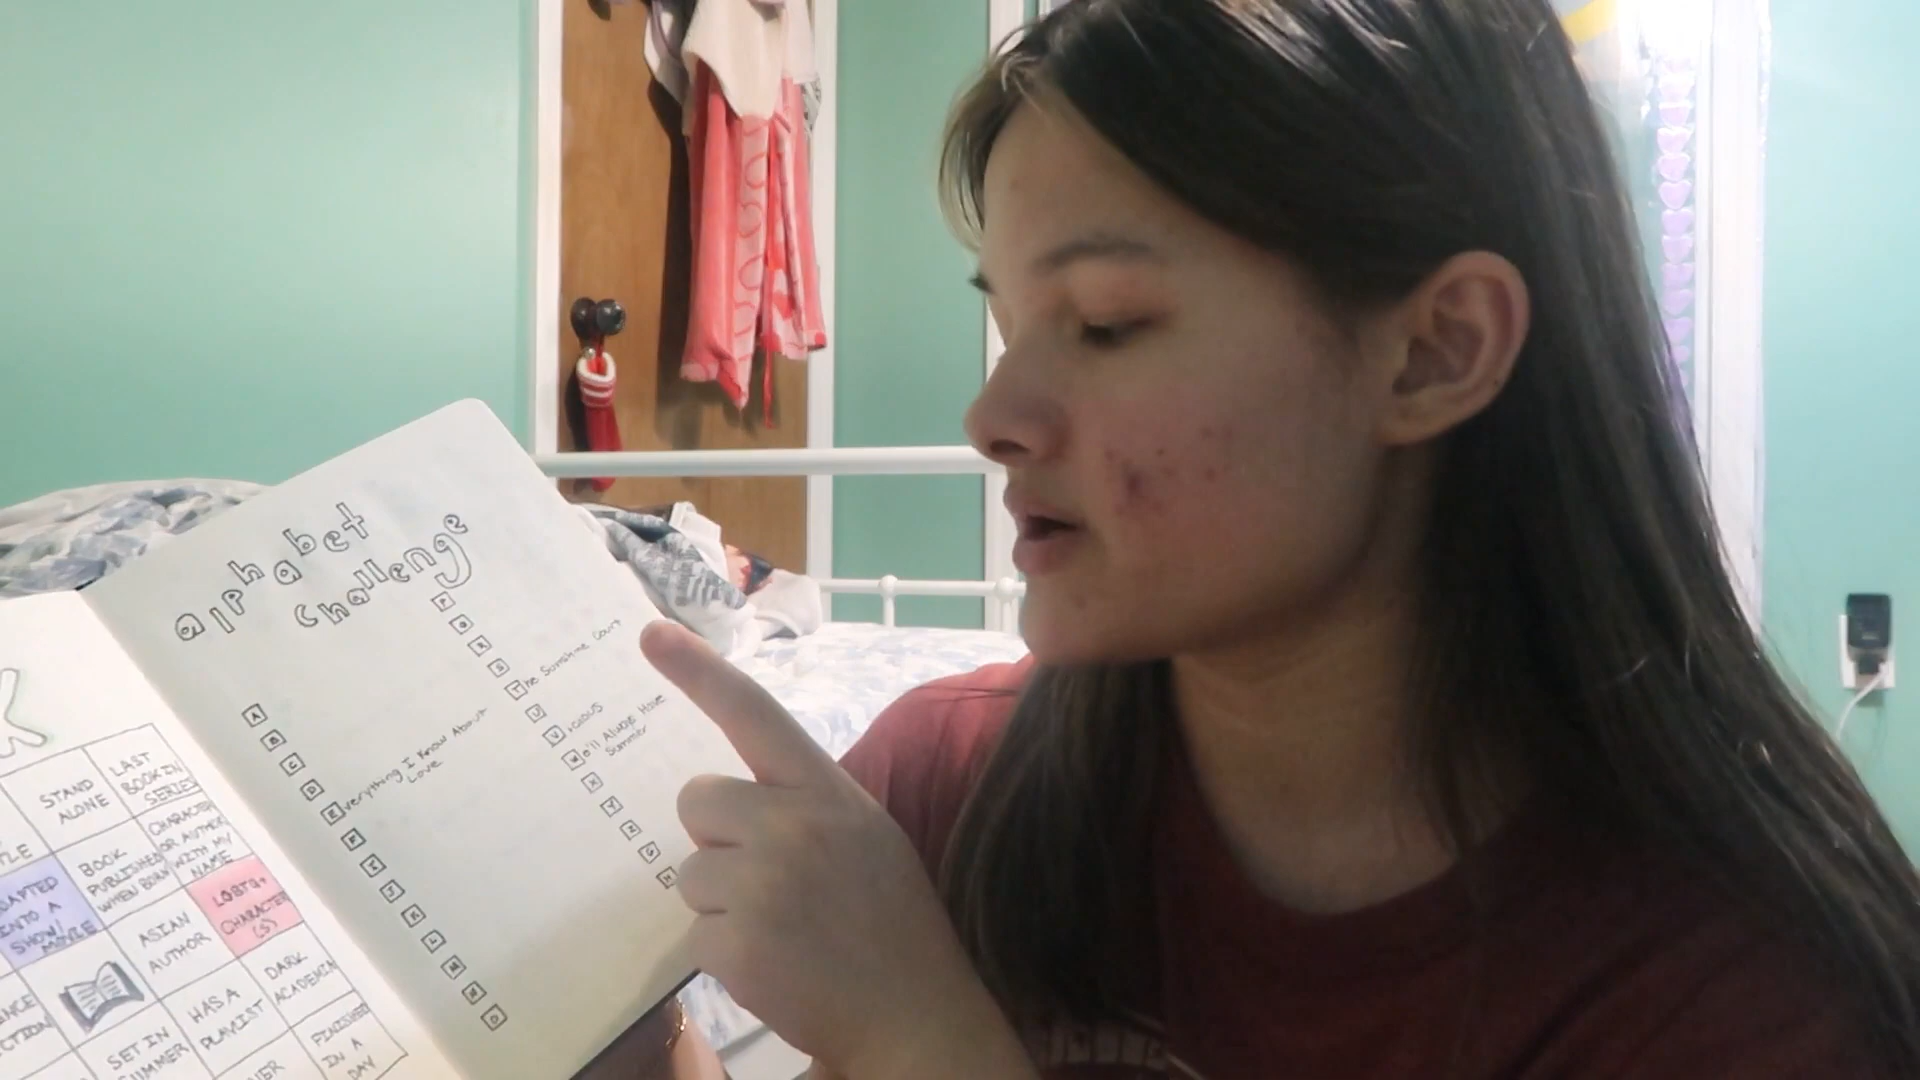 alphabet
challenge
A
B
C
D
Everything I Know About
Love
F
I
J
K
L
M
N
O
P
Q
R
S
The Sunshine Court
U
Vicious
We'll Always Have
Summer
X
Y
Z
G
H
STAND
ALONE
LAST
BOOK IN
SERIES
BOOK
PUBLISHED
WHEN BORN
CHARACTER
OR AUTHOR
WITH MY
NAME
INTO A
SHOW/
MOVIE
ASIAN
AUTHOR
LGBTQ+
CHARACTER
(S)
HAS A
PLAYLIST
DARK
ACADEMIA
SET IN
SUMMER
FINISHED
IN A
DAY